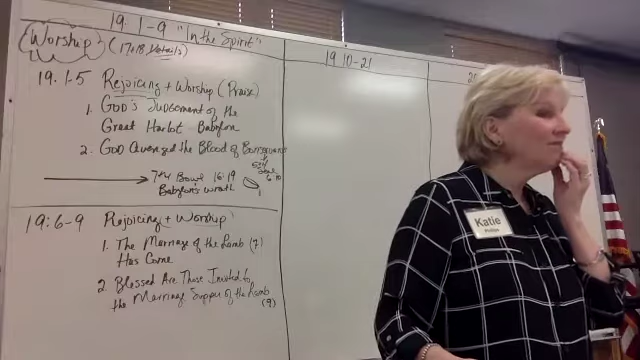 19: 1-9 "In the Spirit"
Worship (17&18, Details)
19:1-5 Rejoicing + Worship (Praise)
1. God's Judgement of the
Great Harlot Babylon
2. God Avenged the Blood of
7th Bowl 16:19
Babylon's wrath
19:6-9 Rejoicing + Worship
1. The Marriage of the Lamb (7)
Has Come
2. Blessed Are Those Invited to
the Marriage Supper of the Lamb
(9)
19 10-21
20
Katie